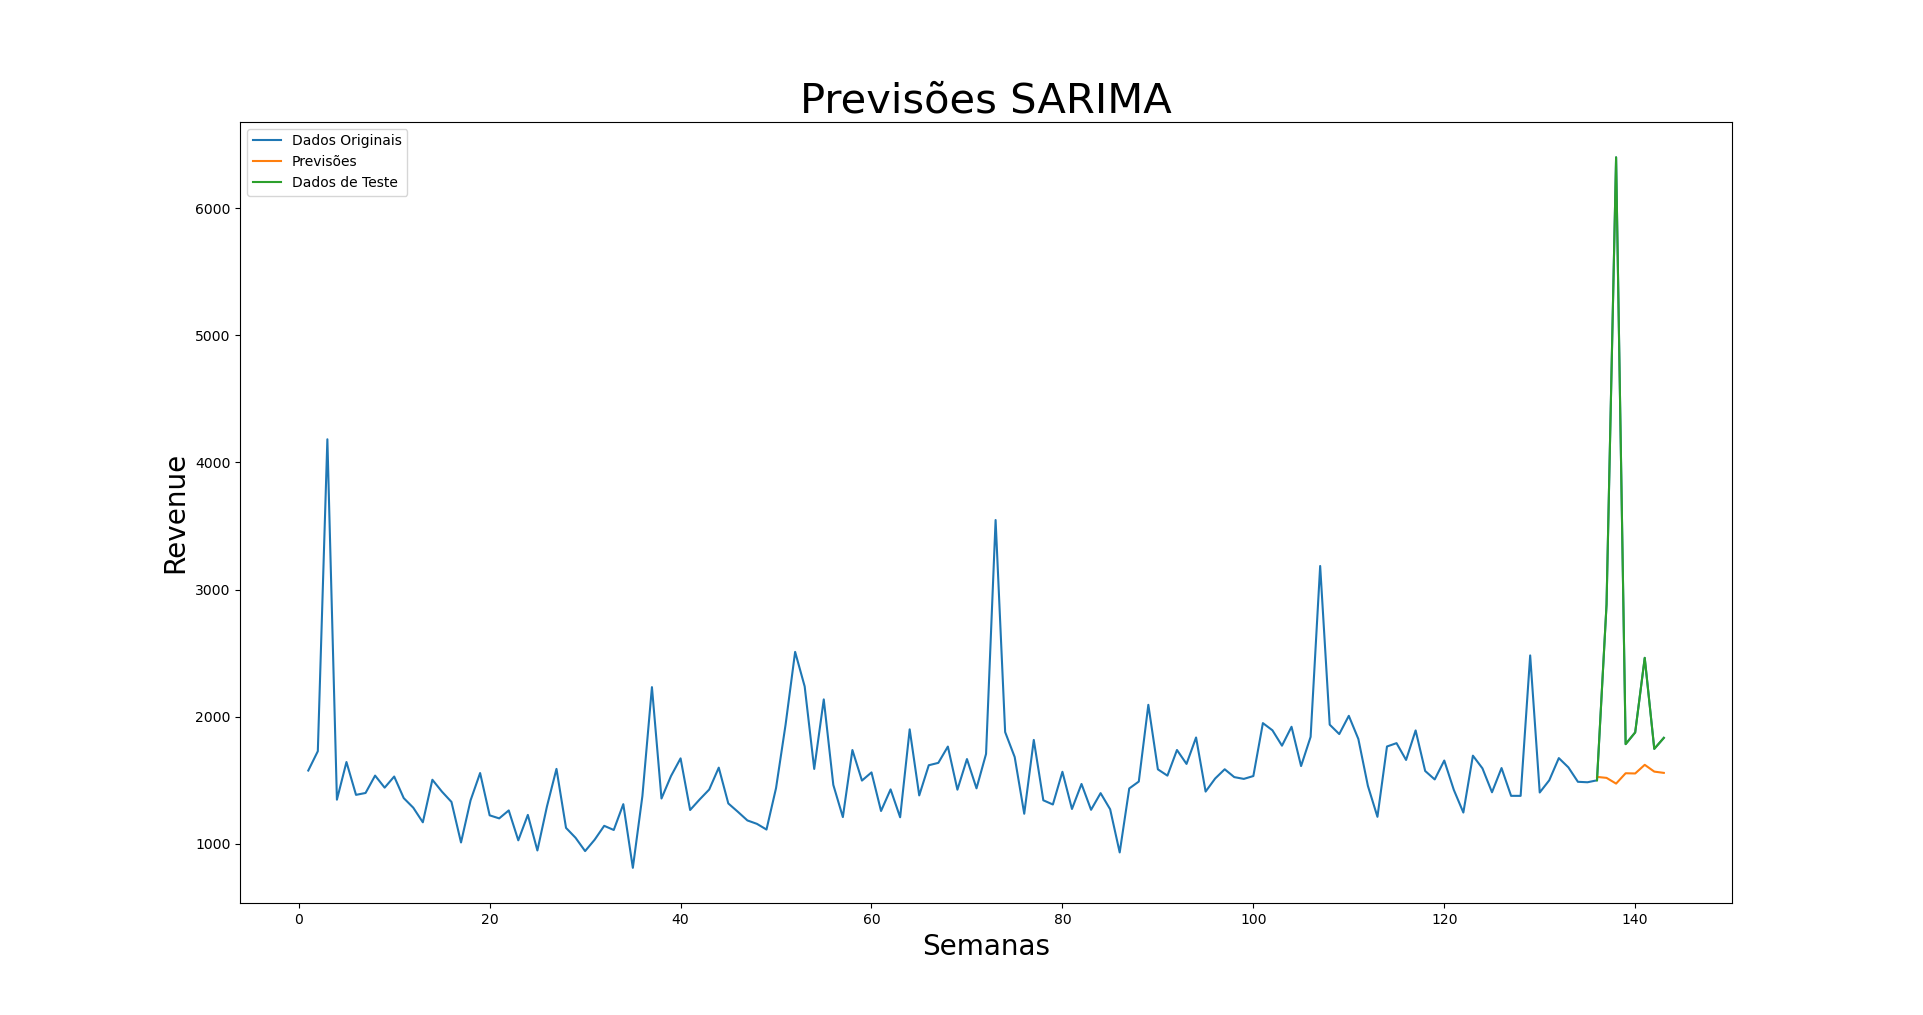 Previsões SARIMA
Dados Originais
Previsões
Dados de Teste
6000
5000
4000
3000
2000
1000
Revenue
0 20 40 60 80 100 120 140
Semanas